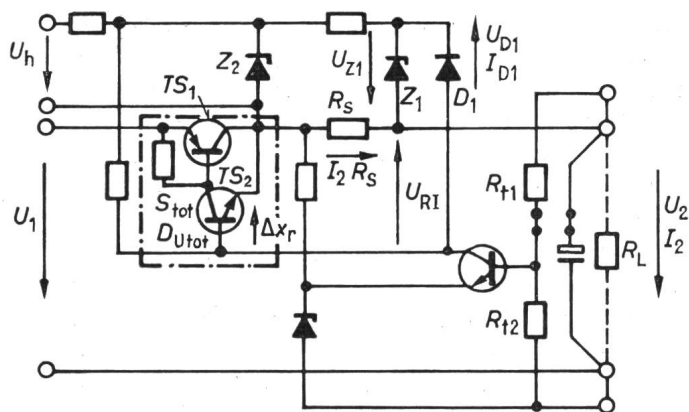 U_h
Z_2
U_Z1
Z_1
D_1
U_D1
I_D1
TS_1
R_s
TS_2
I_2 R_s
R_t1
S_tot
D_Utot
Δx_r
U_RI
U_1
R_L
U_2
I_2
R_t2